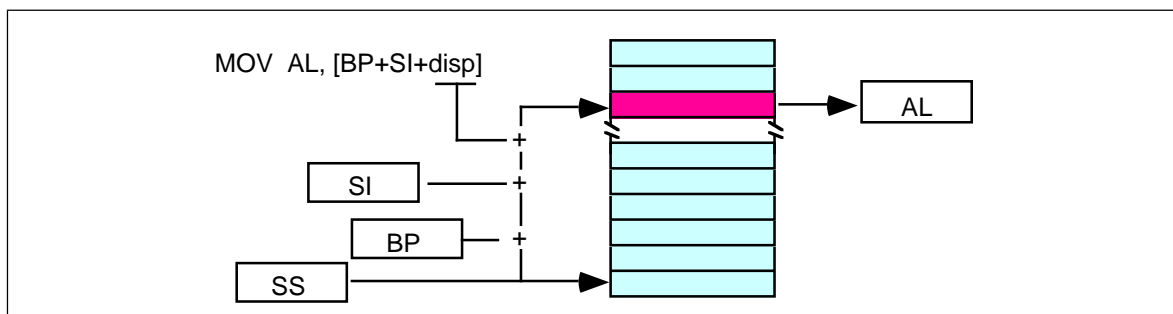 MOV AL, [BP+SI+disp]
AL
+
SI
+
BP
+
SS